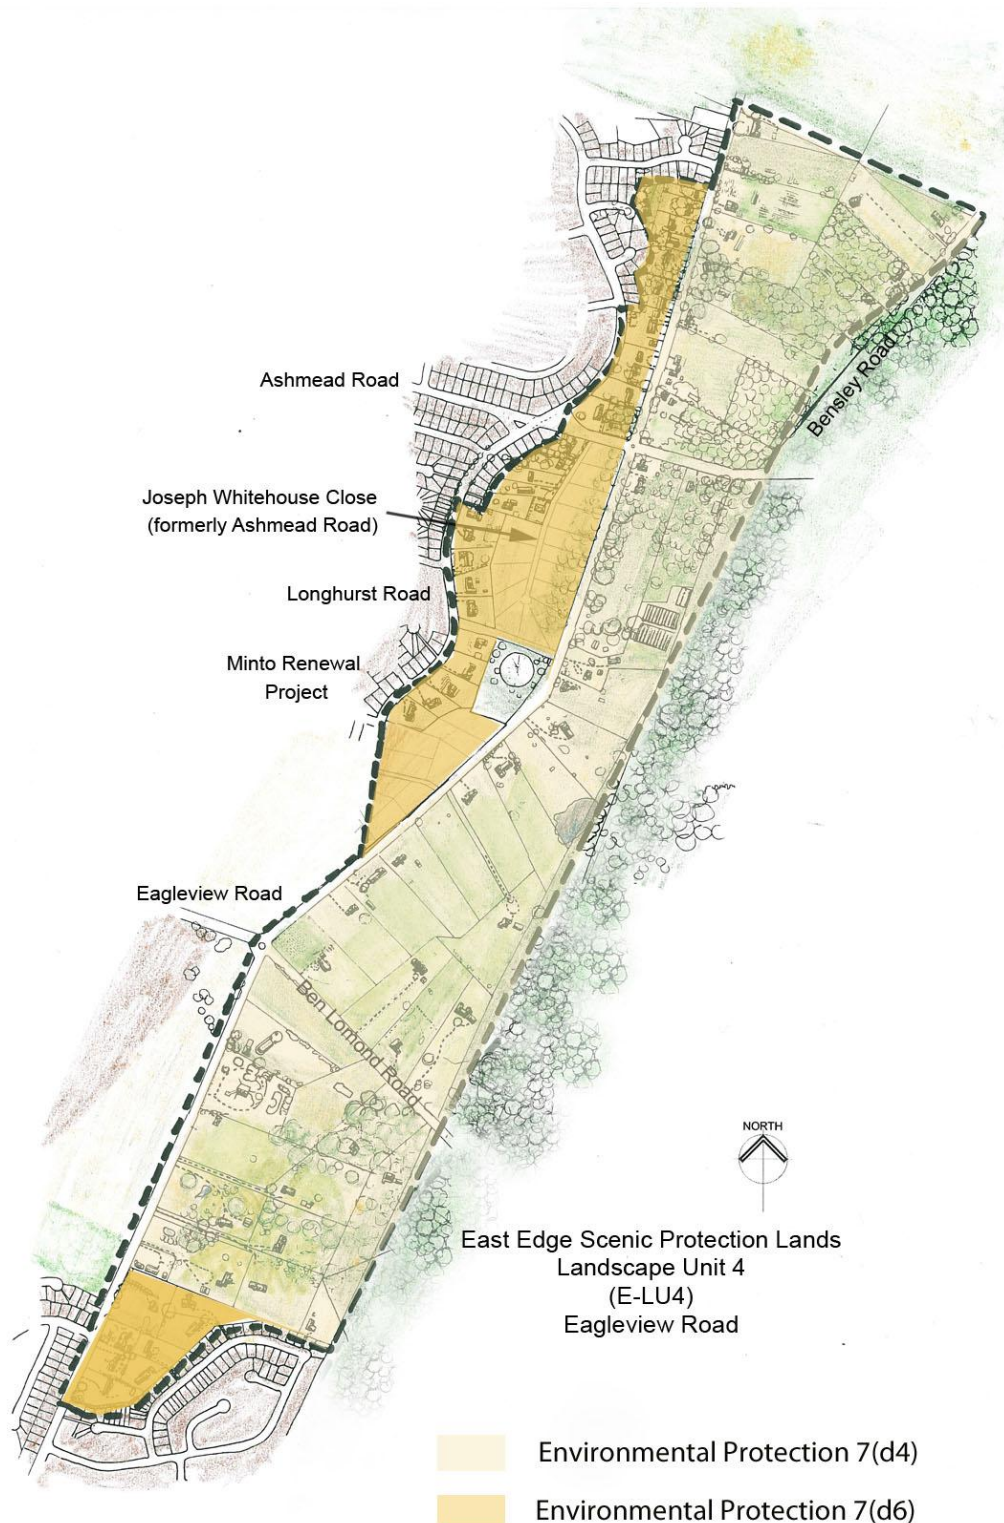 Ashmead Road
Bensley Road
Joseph Whitehouse Close
(formerly Ashmead Road)
Longhurst Road
Minto Renewal
Project
Eagleview Road
Ben Lomond Road
NORTH
East Edge Scenic Protection Lands
Landscape Unit 4
(E-LU4)
Eagleview Road
Environmental Protection 7(d4)
Environmental Protection 7(d6)